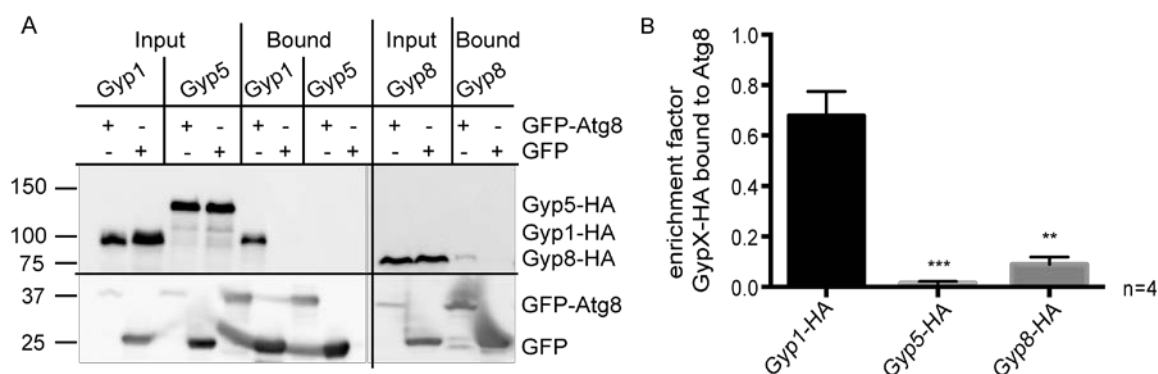 A
Input Bound Input Bound
Gyp1 Gyp5 Gyp1 Gyp5 Gyp8 Gyp8
+ - + - + - + - + - + - GFP-Atg8
- + - + - + - + - + - + GFP
150
100
75
37
25
Gyp5-HA
Gyp1-HA
Gyp8-HA
GFP-Atg8
GFP
B
enrichment factor
GypX-HA bound to Atg8
1.0
0.8
0.6
0.4
0.2
0.0
***
**
n=4
Gyp1-HA
Gyp5-HA
Gyp8-HA